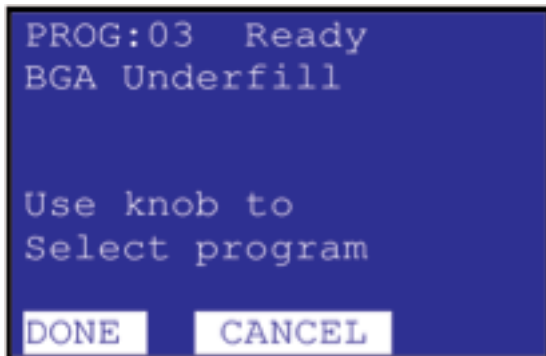 PROG:03 Ready
BGA Underfill
Use knob to
Select program
DONE CANCEL